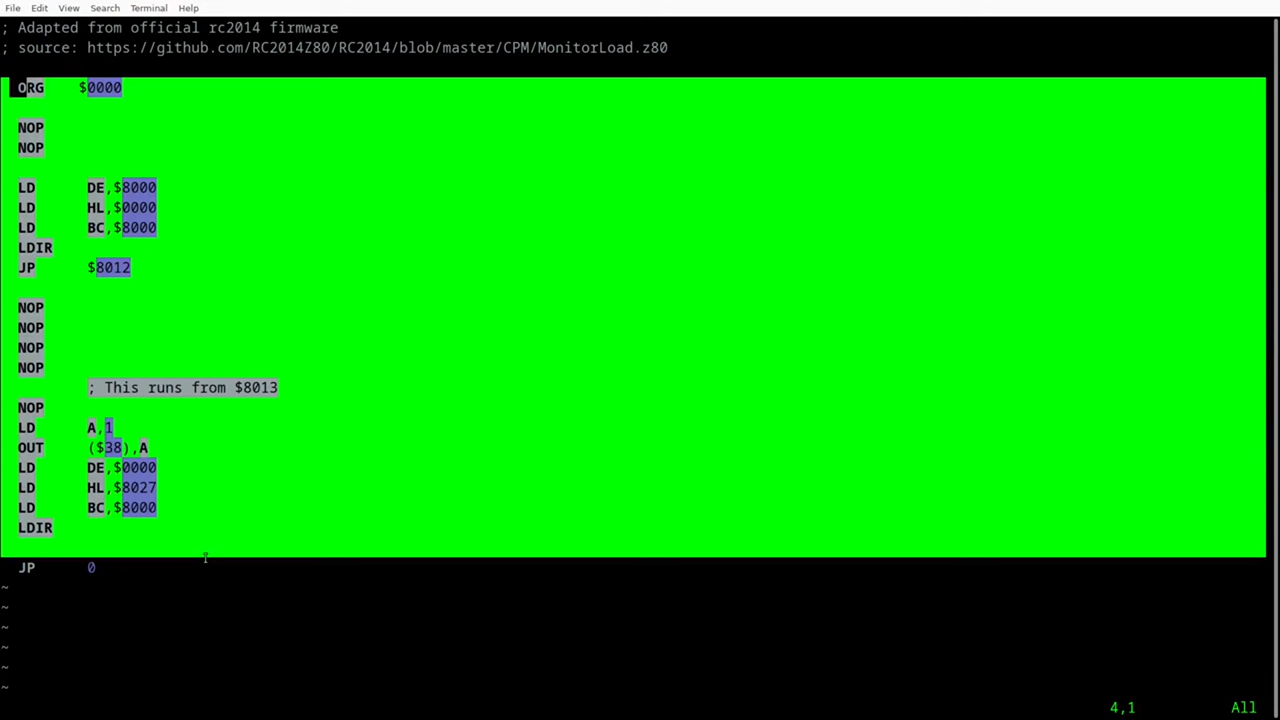 File Edit View Search Terminal Help
; Adapted from official rc2014 firmware
; source: https://github.com/RC2014Z80/RC2014/blob/master/CPM/MonitorLoad.z80
ORG $0000
NOP
NOP
LD DE,$8000
LD HL,$0000
LD BC,$8000
LDIR
JP $8012
NOP
NOP
NOP
NOP
; This runs from $8013
NOP
LD A,1
OUT ($38),A
LD DE,$0000
LD HL,$8027
LD BC,$8000
LDIR
JP 0
~
~
~
~
~
~
4,1 All